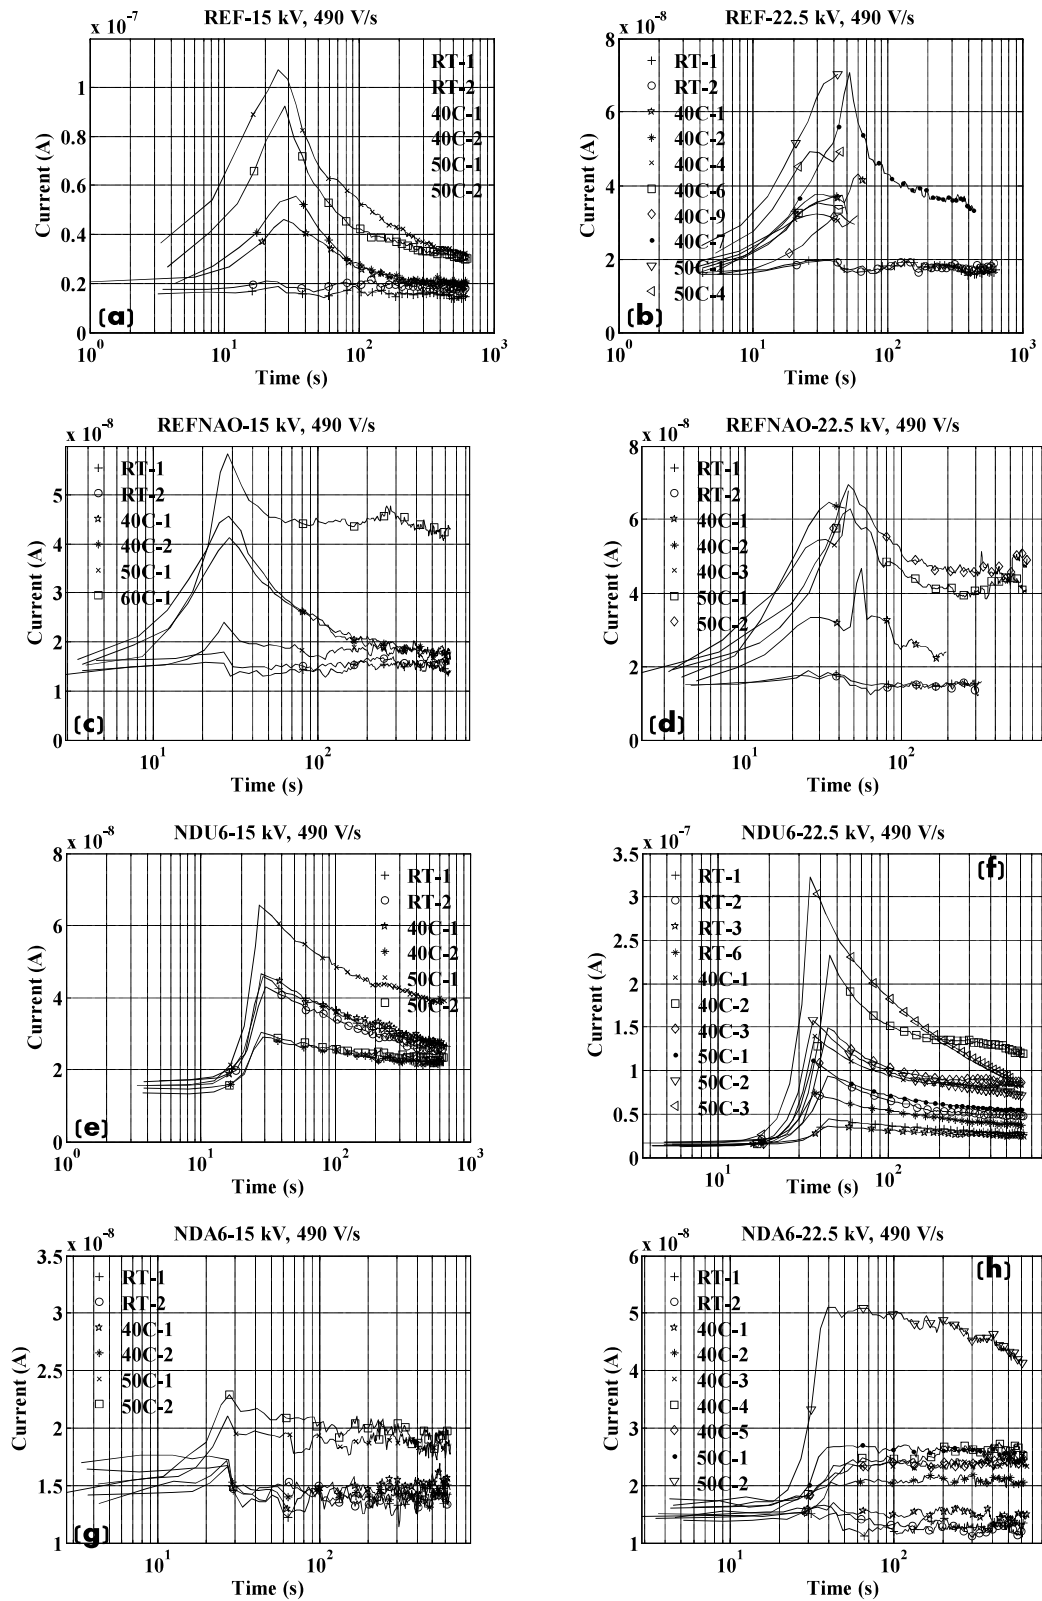 REF-15 kV, 490 V/s
x 10-7
1
0.8
0.6
0.4
0.2
0
Current (A)
RT-1
RT-2
40C-1
40C-2
50C-1
50C-2
(a)
10^0 10^1 10^2 10^3
Time (s)
REF-22.5 kV, 490 V/s
x 10-8
8
6
4
2
0
Current (A)
RT-1
RT-2
40C-1
40C-2
40C-4
40C-6
40C-9
40C-7
50C-1
50C-4
(b)
10^0 10^1 10^2 10^3
Time (s)
REFNAO-15 kV, 490 V/s
x 10-8
5
4
3
2
1
0
Current (A)
RT-1
RT-2
40C-1
40C-2
50C-1
60C-1
(c)
10^1 10^2
Time (s)
REFNAO-22.5 kV, 490 V/s
x 10-8
8
6
4
2
0
Current (A)
RT-1
RT-2
40C-1
40C-2
40C-3
50C-1
50C-2
(d)
10^1 10^2
Time (s)
NDU6-15 kV, 490 V/s
x 10-8
8
6
4
2
0
Current (A)
RT-1
RT-2
40C-1
40C-2
50C-1
50C-2
(e)
10^0 10^1 10^2 10^3
Time (s)
NDU6-22.5 kV, 490 V/s
x 10-7
3.5
3
2.5
2
1.5
1
0.5
0
Current (A)
(f)
RT-1
RT-2
RT-3
RT-6
40C-1
40C-2
40C-3
50C-1
50C-2
50C-3
10^1 10^2
Time (s)
NDA6-15 kV, 490 V/s
x 10-8
3.5
3
2.5
2
1.5
1
Current (A)
RT-1
RT-2
40C-1
40C-2
50C-1
50C-2
(g)
10^1 10^2
Time (s)
NDA6-22.5 kV, 490 V/s
x 10-8
6
5
4
3
2
1
Current (A)
(h)
RT-1
RT-2
40C-1
40C-2
40C-3
40C-4
40C-5
50C-1
50C-2
10^1 10^2
Time (s)